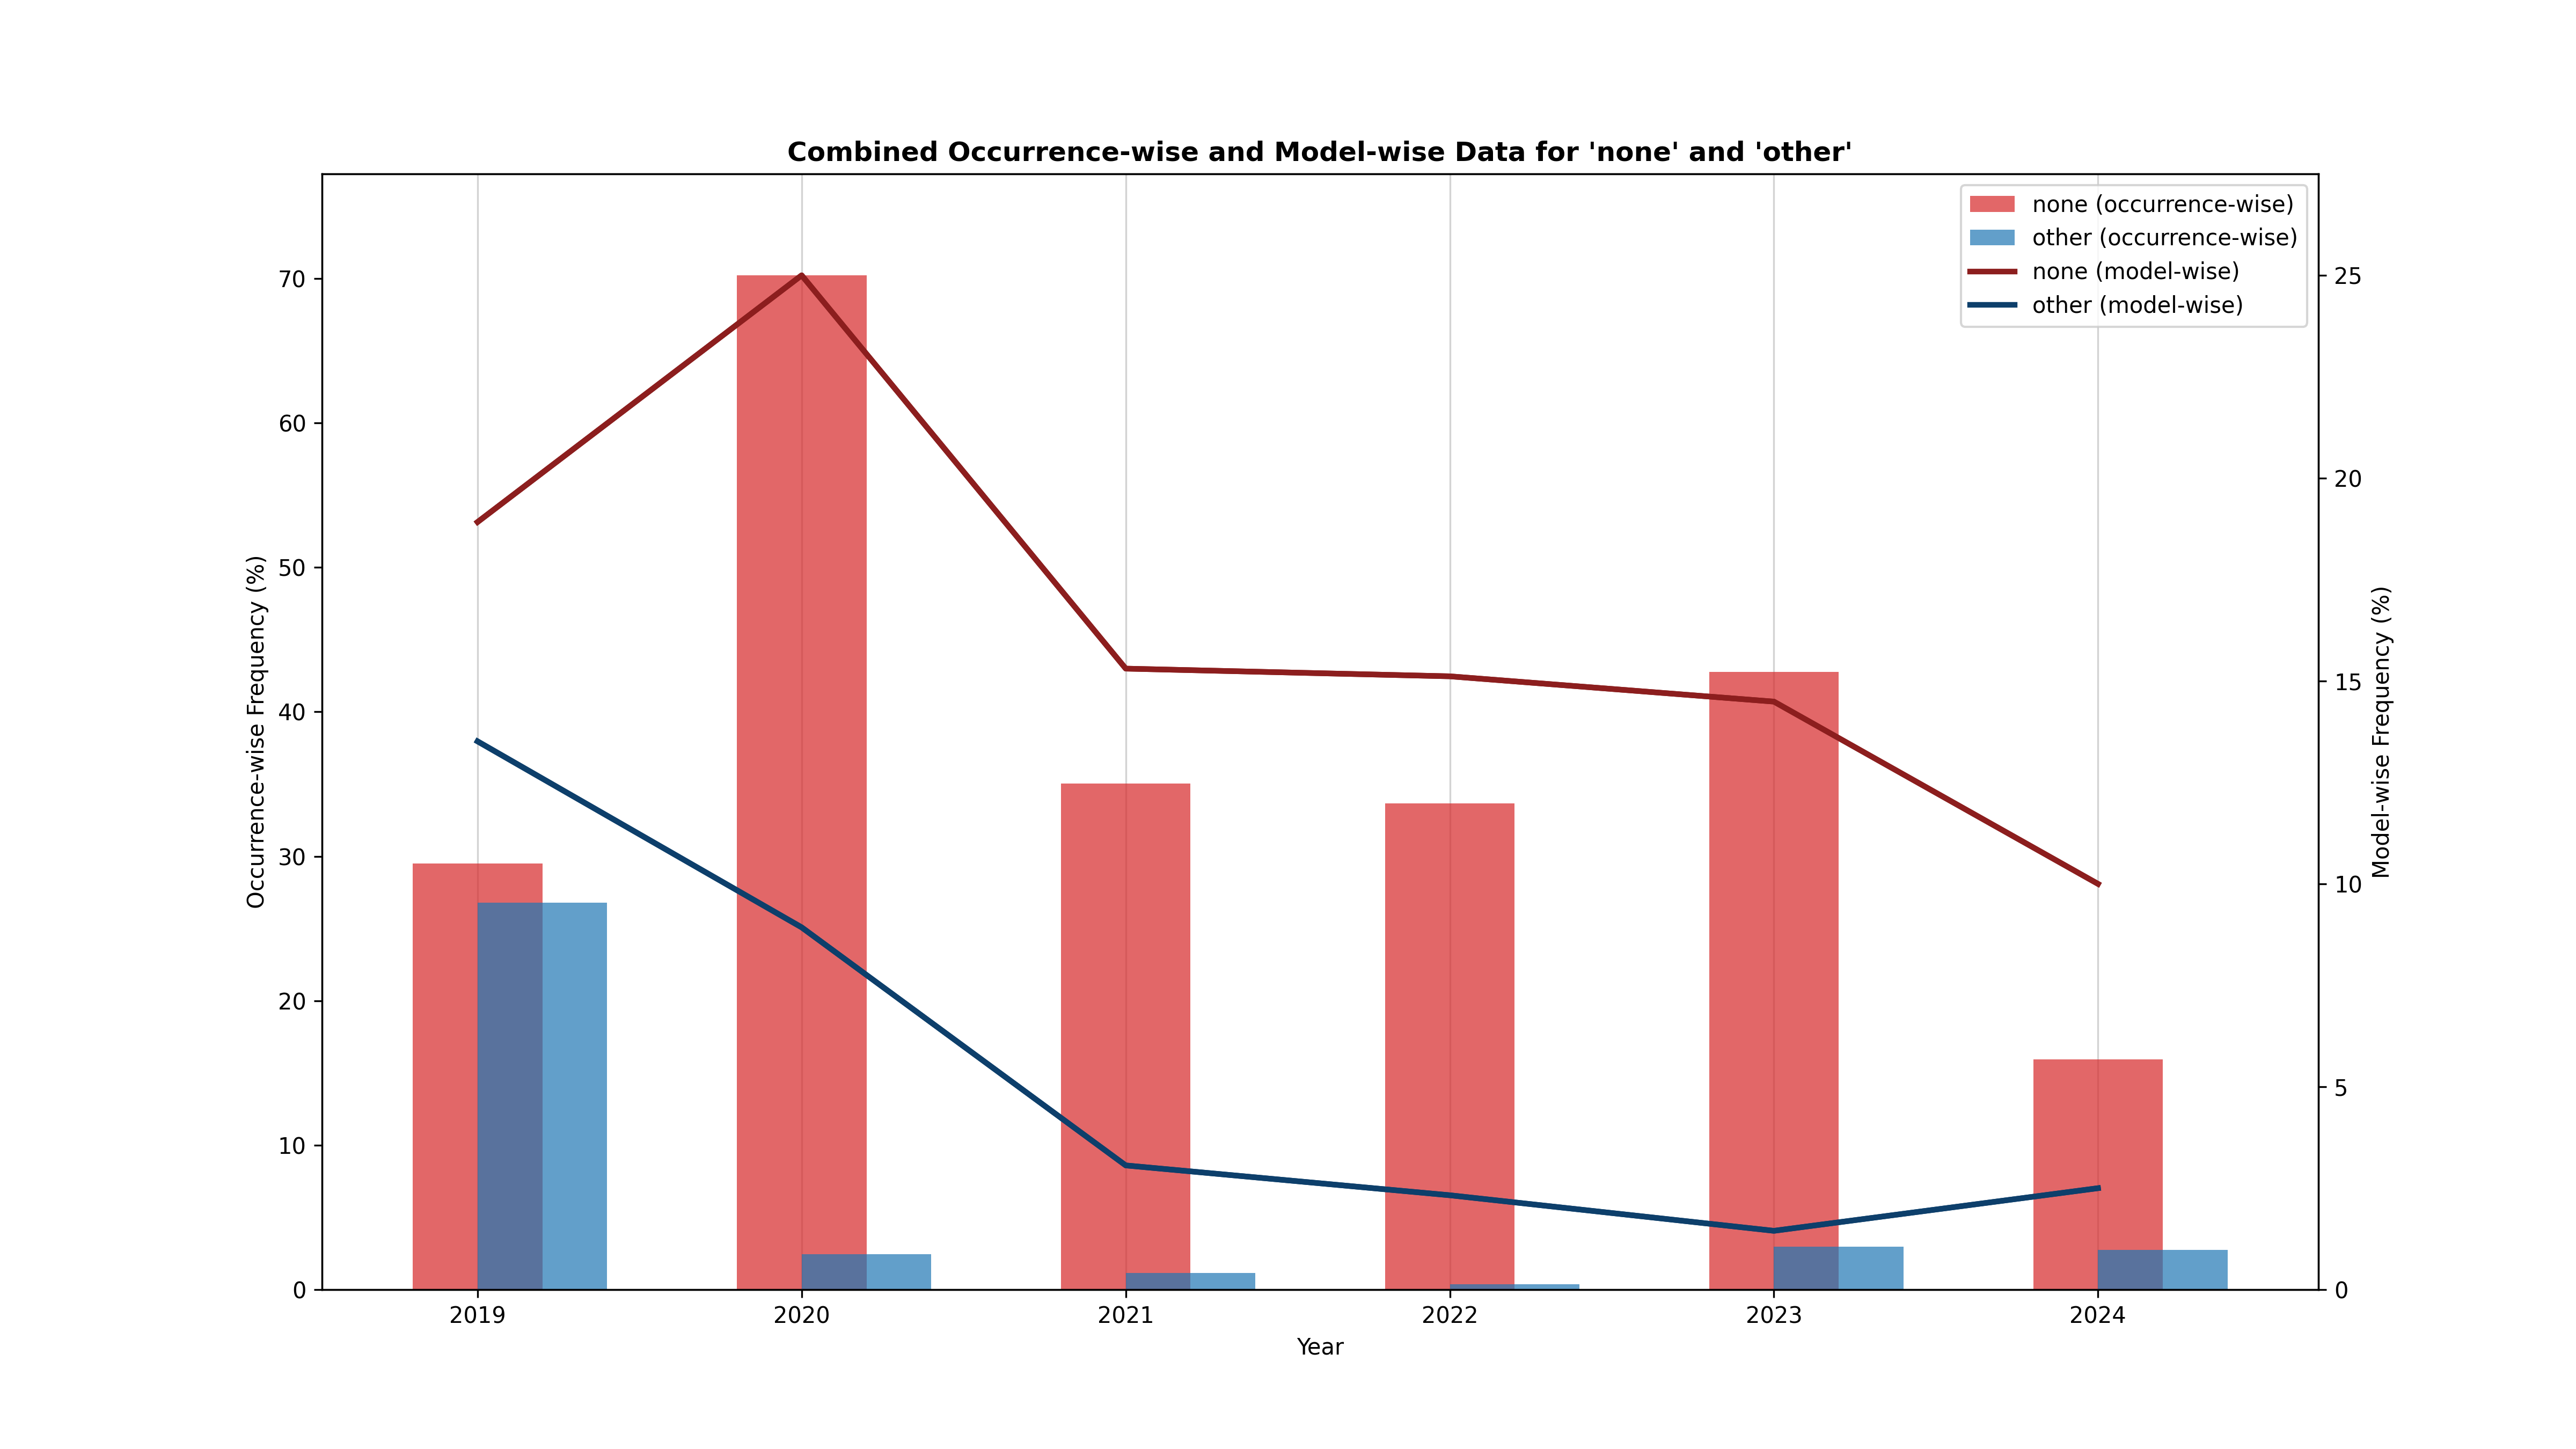 Combined Occurrence-wise and Model-wise Data for 'none' and 'other'
none (occurrence-wise)
other (occurrence-wise)
none (model-wise)
other (model-wise)
Occurrence-wise Frequency (%)
70
60
50
40
30
20
10
0
Model-wise Frequency (%)
25
20
15
10
5
0
2019 2020 2021 2022 2023 2024
Year